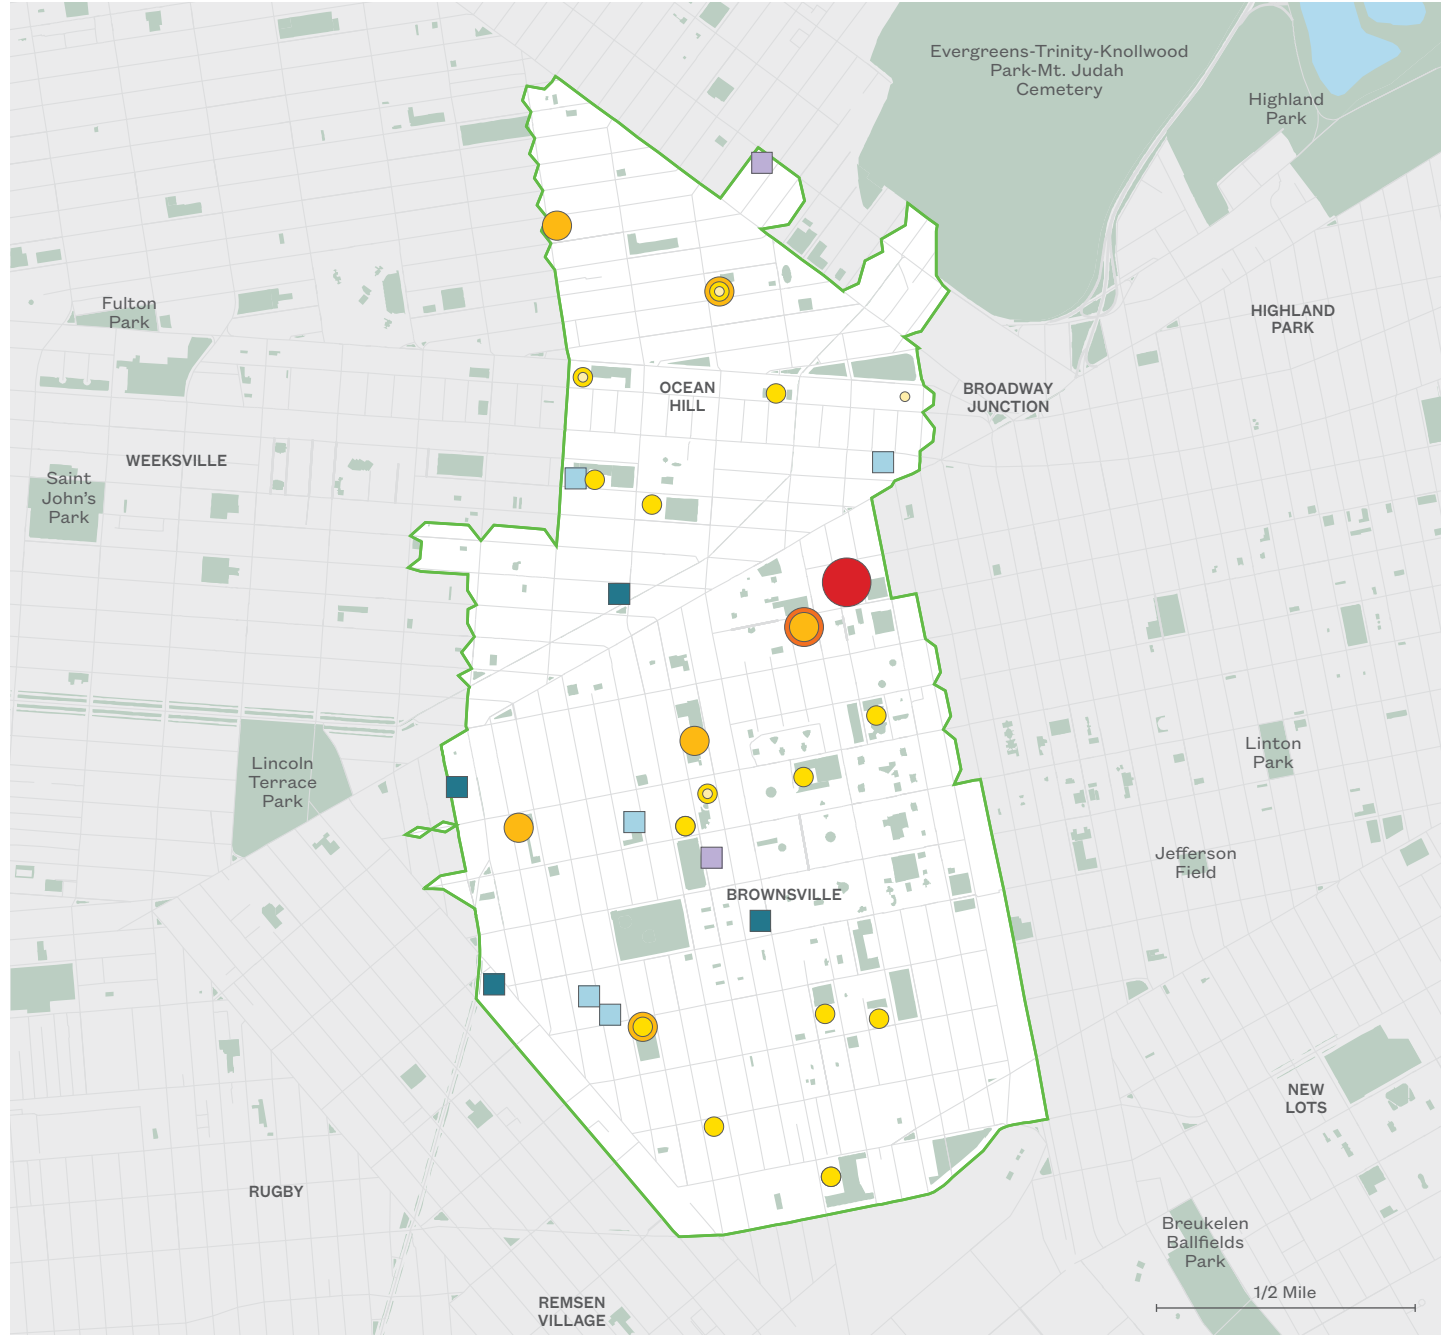 Evergreens-Trinity-Knollwood
Park-Mt. Judah
Cemetery
Highland
Park
Fulton
Park
HIGHLAND
PARK
OCEAN
HILL
BROADWAY
JUNCTION
WEEKSVILLE
Saint
John's
Park
Lincoln
Terrace
Park
Linton
Park
Jefferson
Field
BROWNSVILLE
NEW
LOTS
RUGBY
Breukelen
Ballfields
Park
1/2 Mile
REMSEN
VILLAGE